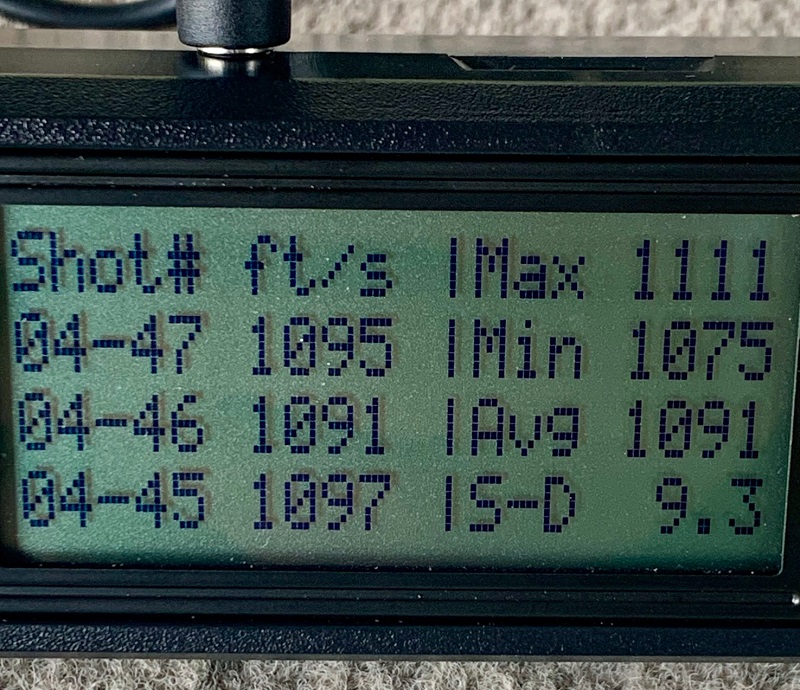 Shot# ft/s |Max 1111
04-47 1095 |Min 1075
04-46 1091 |Avg 1091
04-45 1097 |S-D 9.3